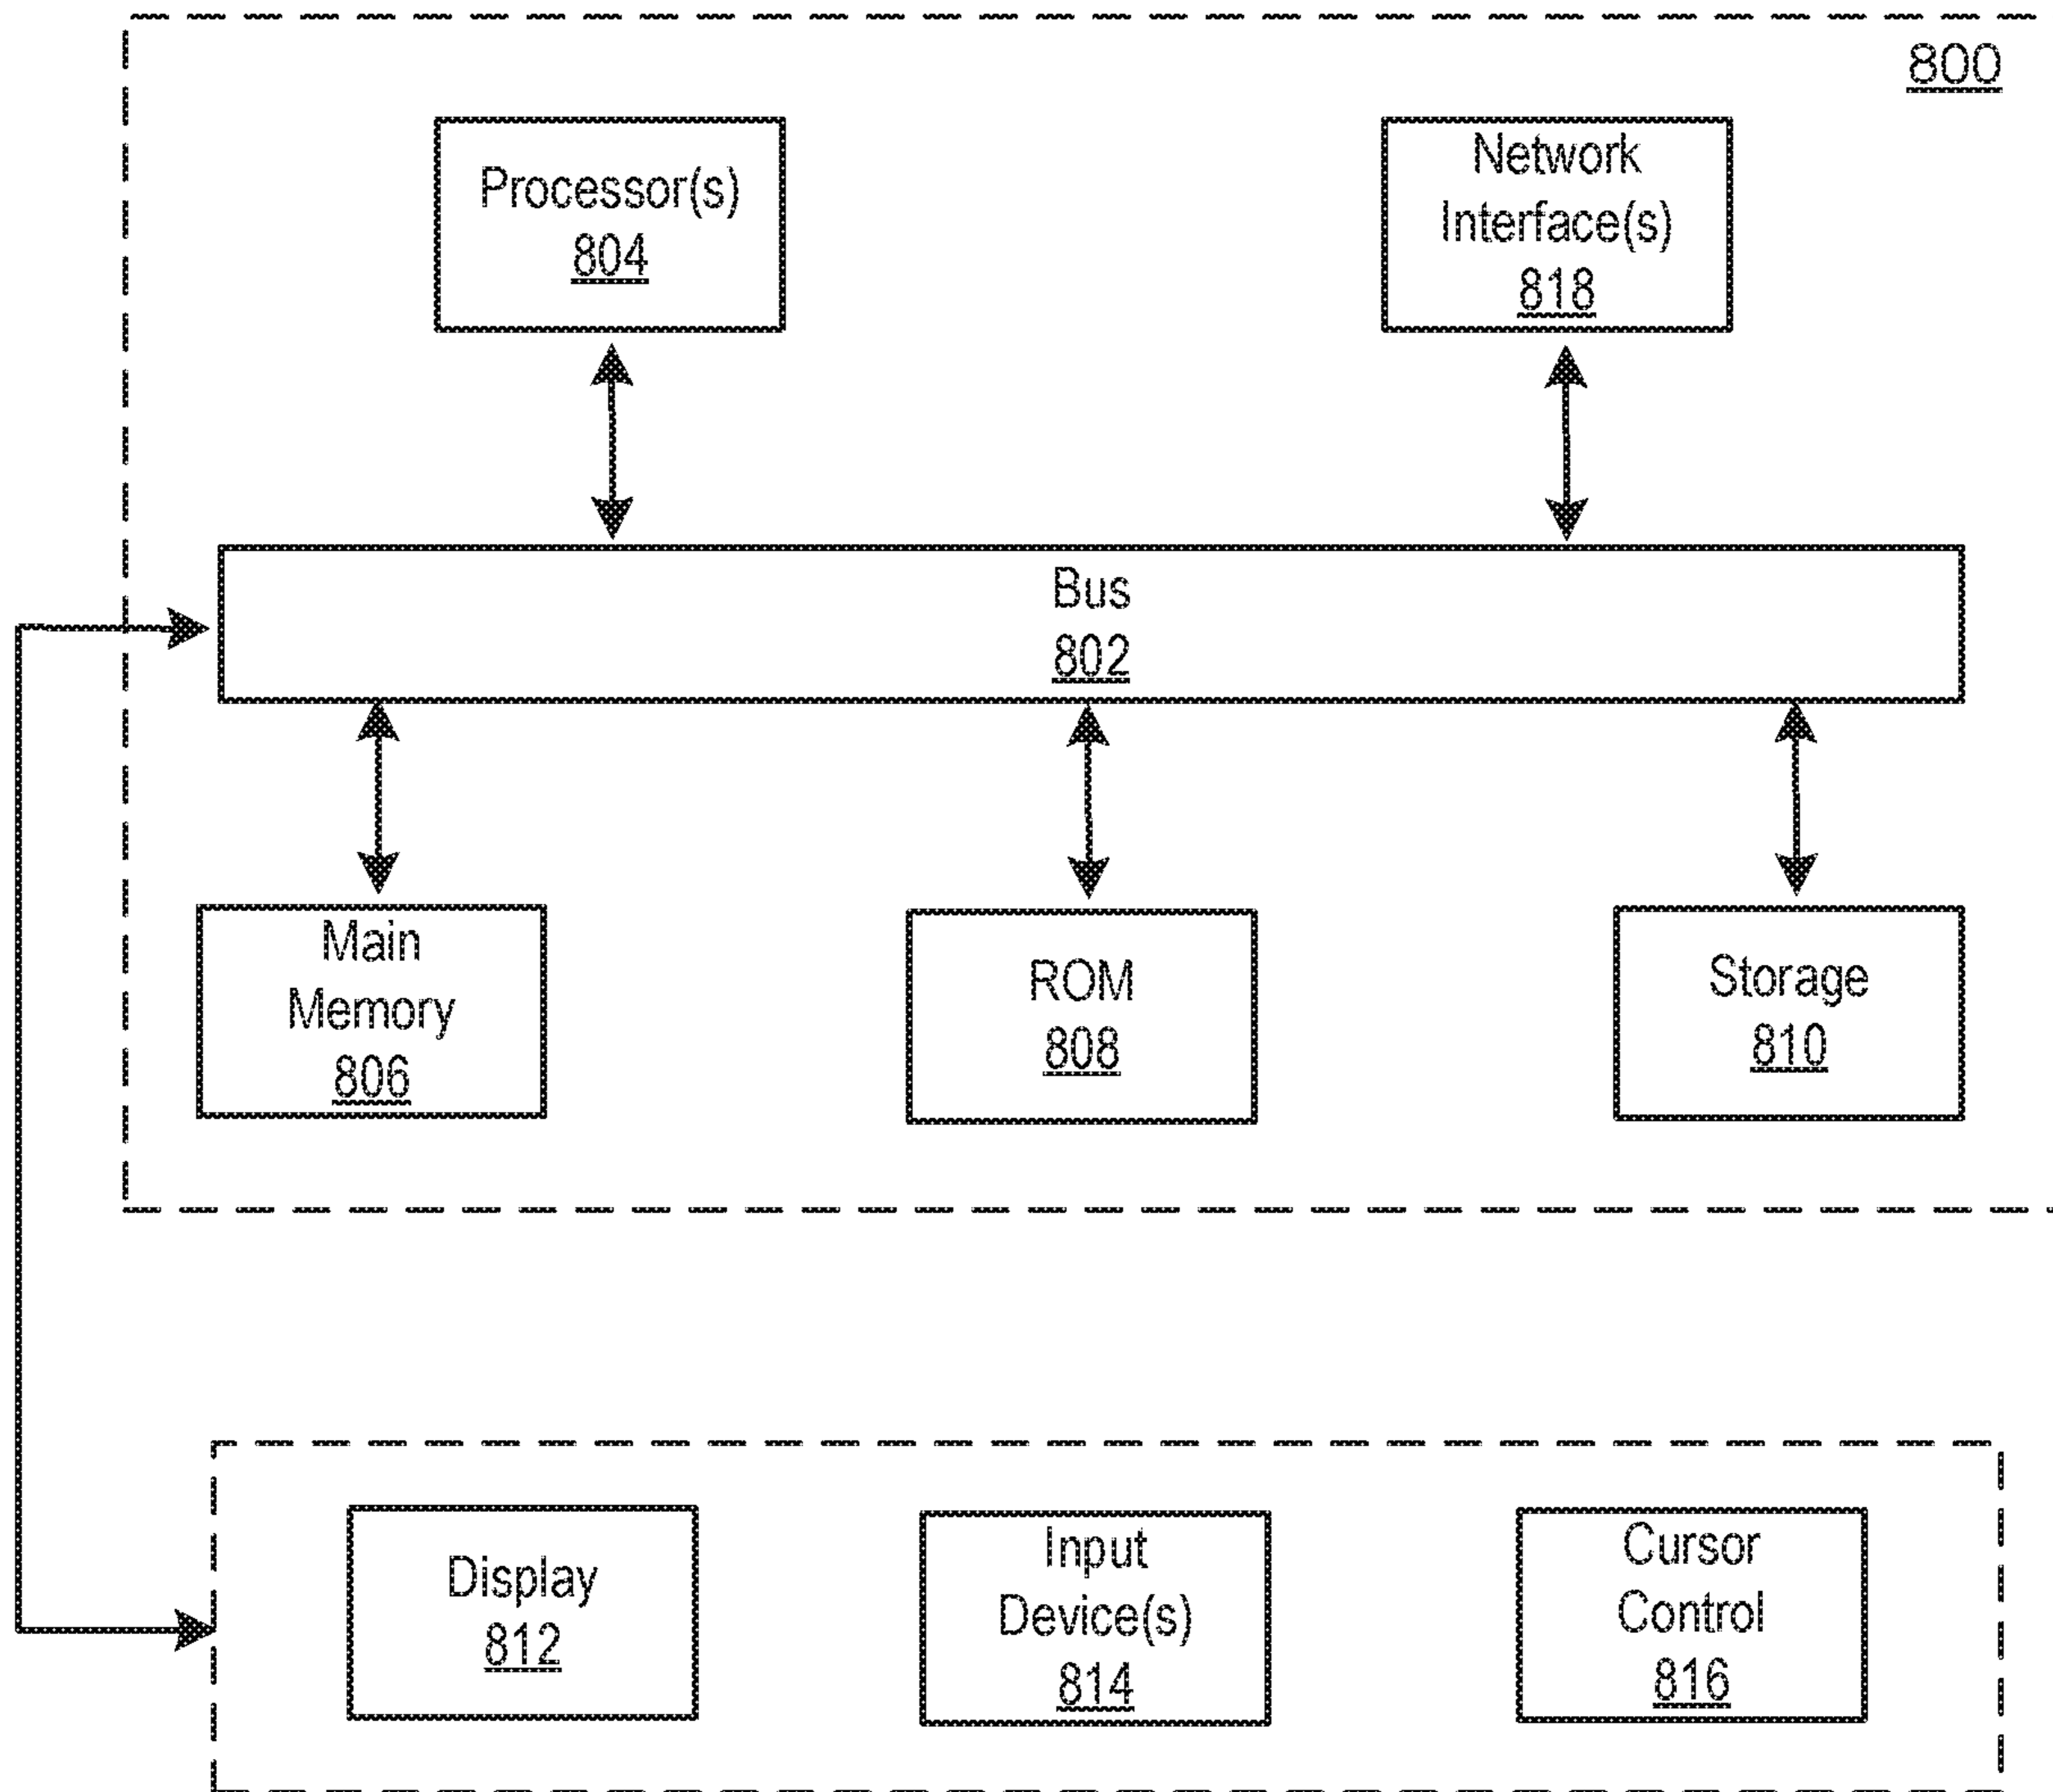 800
Processor(s)
804
Network
Interface(s)
818
Bus
802
Main
Memory
806
ROM
808
Storage
810
Display
812
Input
Device(s)
814
Cursor
Control
816